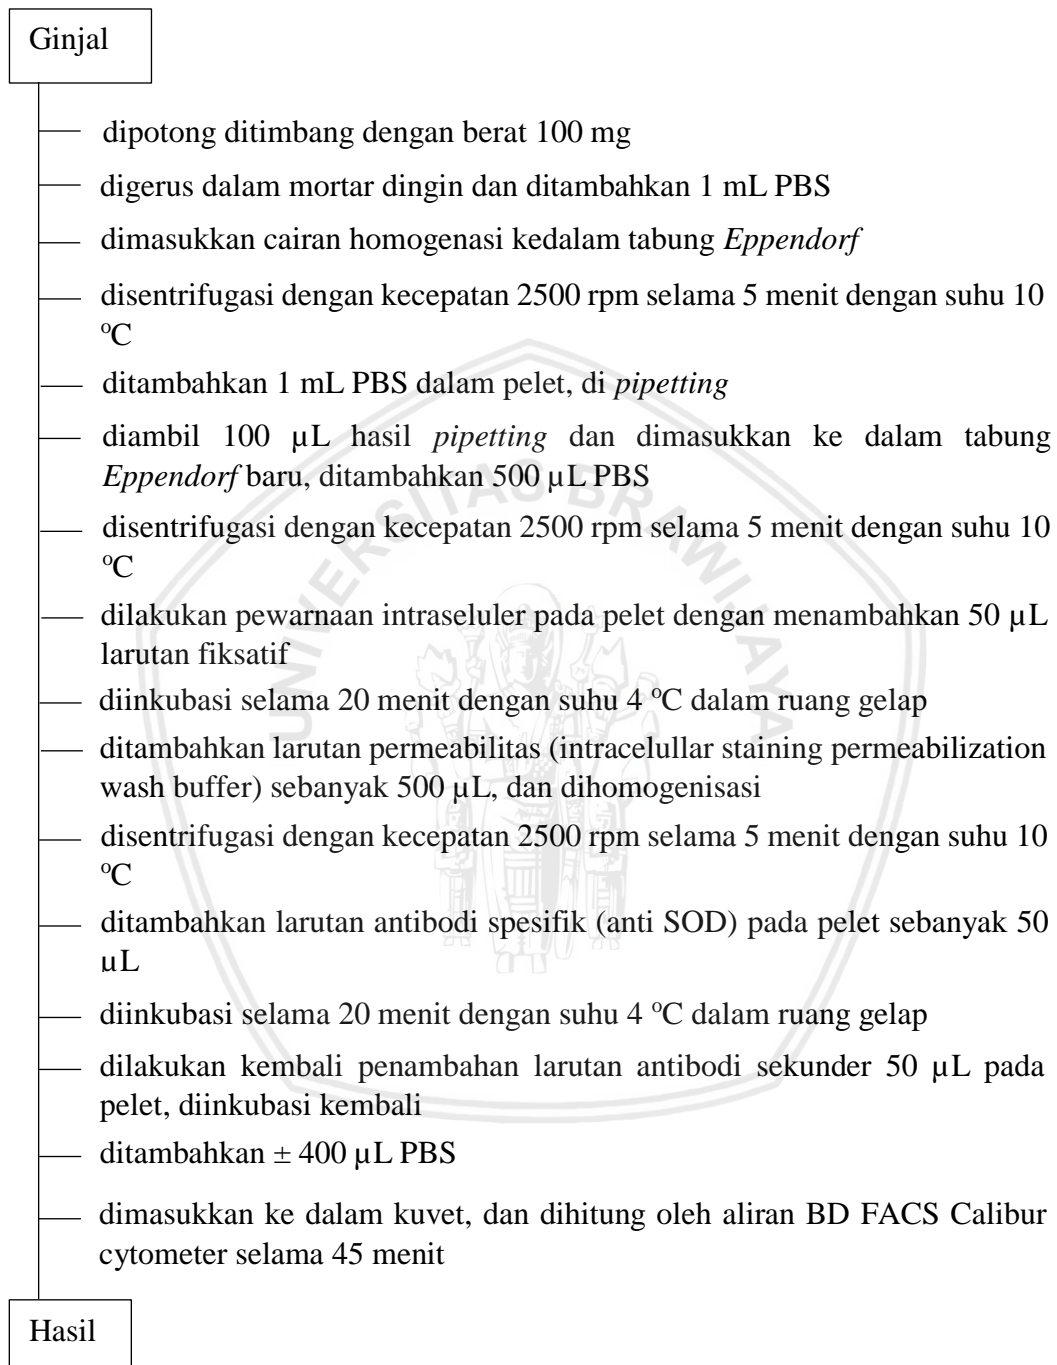 Ginjal
dipotong ditimbang dengan berat 100 mg
digerus dalam mortar dingin dan ditambahkan 1 mL PBS
dimasukkan cairan homogenasi kedalam tabung Eppendorf
disentrifugasi dengan kecepatan 2500 rpm selama 5 menit dengan suhu 10
ºC
ditambahkan 1 mL PBS dalam pelet, di pipetting
diambil 100 µL hasil pipetting dan dimasukkan ke dalam tabung
Eppendorf baru, ditambahkan 500 µL PBS
disentrifugasi dengan kecepatan 2500 rpm selama 5 menit dengan suhu 10
ºC
dilakukan pewarnaan intraseluler pada pelet dengan menambahkan 50 µL
larutan fiksatif
diinkubasi selama 20 menit dengan suhu 4 ºC dalam ruang gelap
ditambahkan larutan permeabilitas (intracelullar staining permeabilization
wash buffer) sebanyak 500 µL, dan dihomogenisasi
disentrifugasi dengan kecepatan 2500 rpm selama 5 menit dengan suhu 10
ºC
ditambahkan larutan antibodi spesifik (anti SOD) pada pelet sebanyak 50
µL
diinkubasi selama 20 menit dengan suhu 4 ºC dalam ruang gelap
dilakukan kembali penambahan larutan antibodi sekunder 50 µL pada
pelet, diinkubasi kembali
ditambahkan ± 400 µL PBS
dimasukkan ke dalam kuvet, dan dihitung oleh aliran BD FACS Calibur
cytometer selama 45 menit
Hasil
UNIVERSITAS BRAWIJAYA